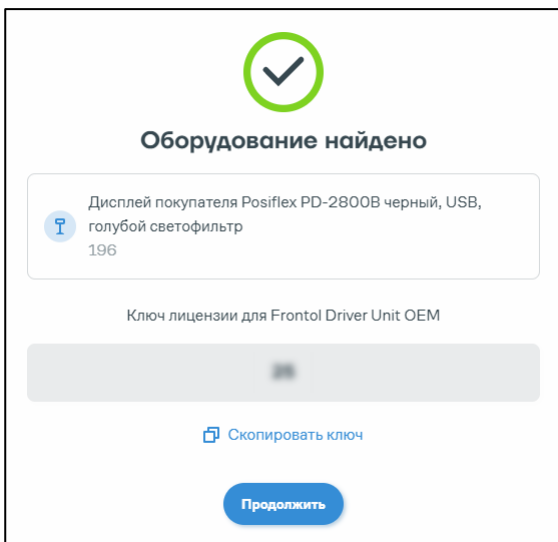 Оборудование найдено
Дисплей покупателя Posiflex PD-2800B черный, USB,
голубой светофильтр
196
Ключ лицензии для Frontol Driver Unit OEM
Скопировать ключ
Продолжить